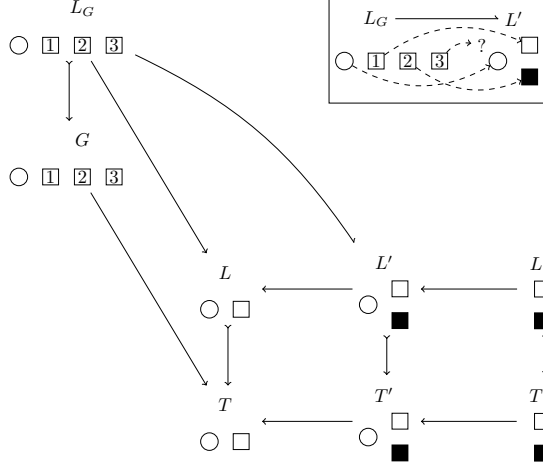 L_G
1 2 3
G
1 2 3
L_G L′
1 2 3 ?
L L′ L
T T′ T